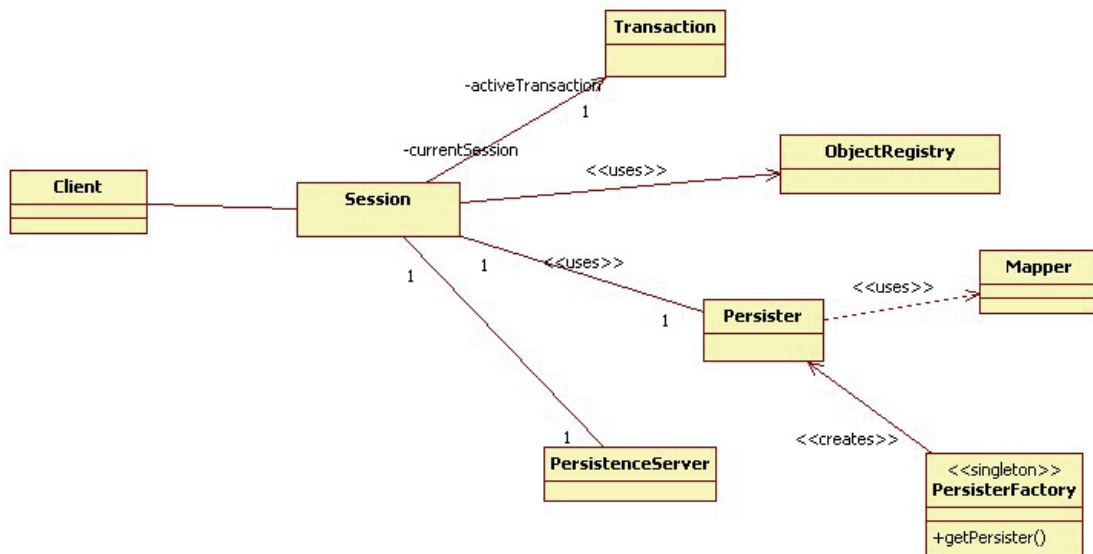 Transaction
-activeTransaction
1
-currentSession
ObjectRegistry
<<uses>>
Client
Session
1
1
<<uses>>
Mapper
<<uses>>
1
Persister
<<creates>>
1
PersistenceServer
<<singleton>>
PersisterFactory
+getPersister()